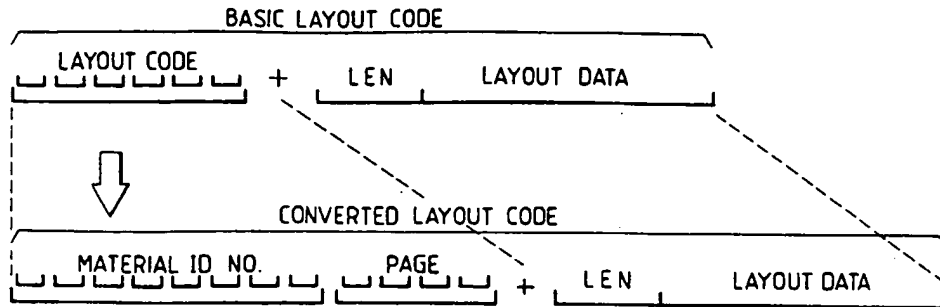 BASIC LAYOUT CODE
LAYOUT CODE + LEN LAYOUT DATA
CONVERTED LAYOUT CODE
MATERIAL ID NO. PAGE + LEN LAYOUT DATA